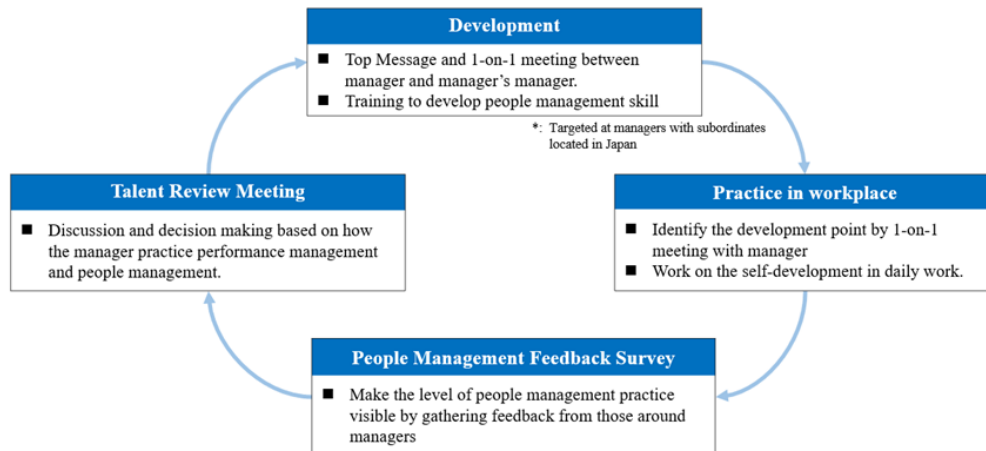 Development
■ Top Message and 1-on-1 meeting between
manager and manager's manager.
■ Training to develop people management skill
*: Targeted at managers with subordinates
located in Japan
Talent Review Meeting
■ Discussion and decision making based on how
the manager practice performance management
and people management.
Practice in workplace
■ Identify the development point by 1-on-1
meeting with manager
■ Work on the self-development in daily work.
People Management Feedback Survey
■ Make the level of people management practice
visible by gathering feedback from those around
managers